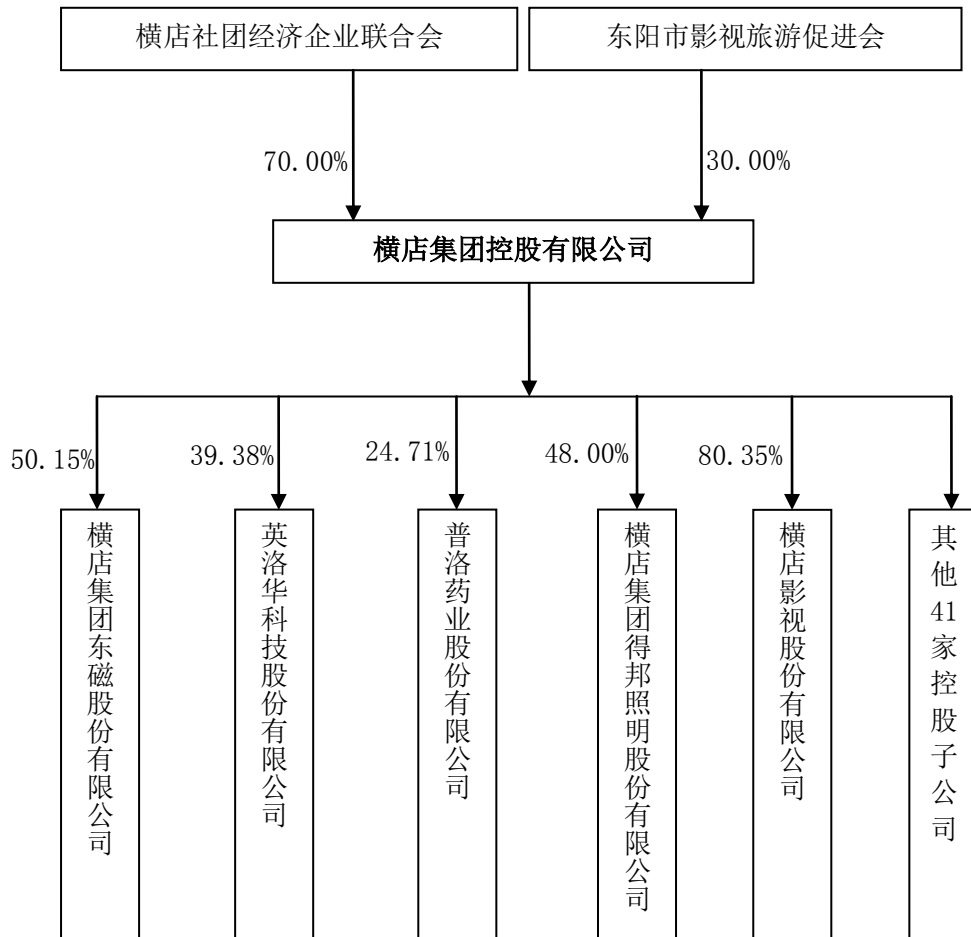 横店社团经济企业联合会
东阳市影视旅游促进会
70.00%
30.00%
横店集团控股有限公司
50.15%
39.38%
24.71%
48.00%
80.35%
横店集团东磁股份有限公司
英洛华科技股份有限公司
普洛药业股份有限公司
横店集团得邦照明股份有限公司
横店影视股份有限公司
其他41家控股子公司